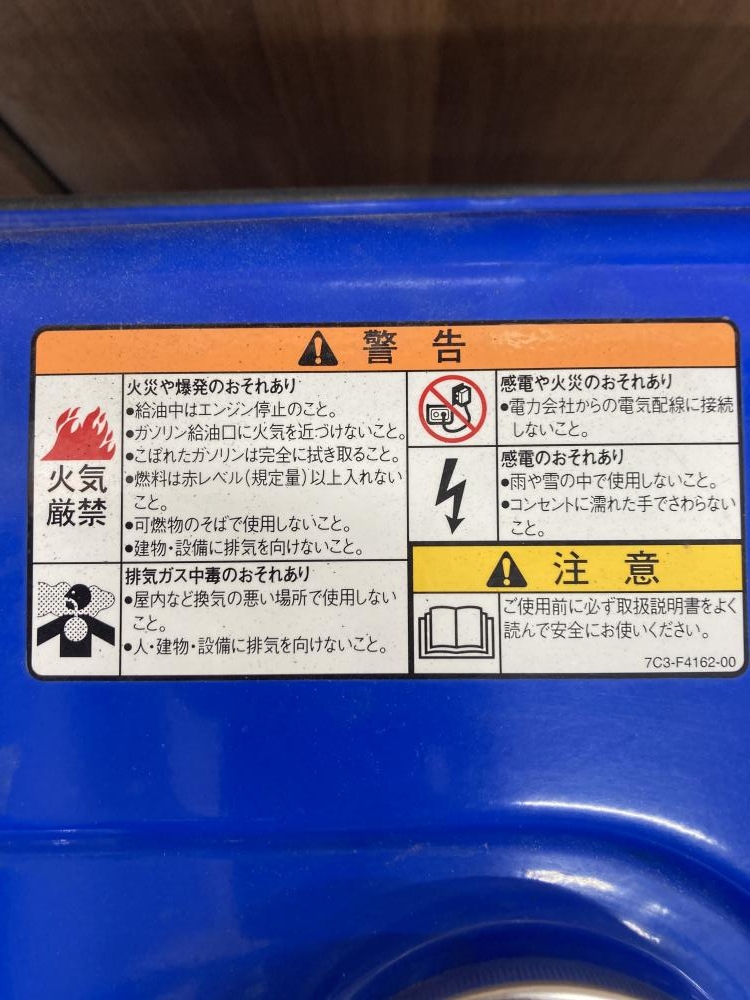 警告
火気
厳禁
火災や爆発のおそれあり
●給油中はエンジン停止のこと。
●ガソリン給油口に火気を近づけないこと。
●こぼれたガソリンは完全に拭き取ること。
●燃料は赤レベル(規定量)以上入れない
こと。
●可燃物のそばで使用しないこと。
●建物・設備に排気を向けないこと。
排気ガス中毒のおそれあり
●屋内など換気の悪い場所で使用しない
こと。
●人・建物・設備に排気を向けないこと。
感電や火災のおそれあり
●電力会社からの電気配線に接続
しないこと。
感電のおそれあり
●雨や雪の中で使用しないこと。
●コンセントに濡れた手でさわらない
こと。
注意
ご使用前に必ず取扱説明書をよく
読んで安全にお使いください。
7C3-F4162-00